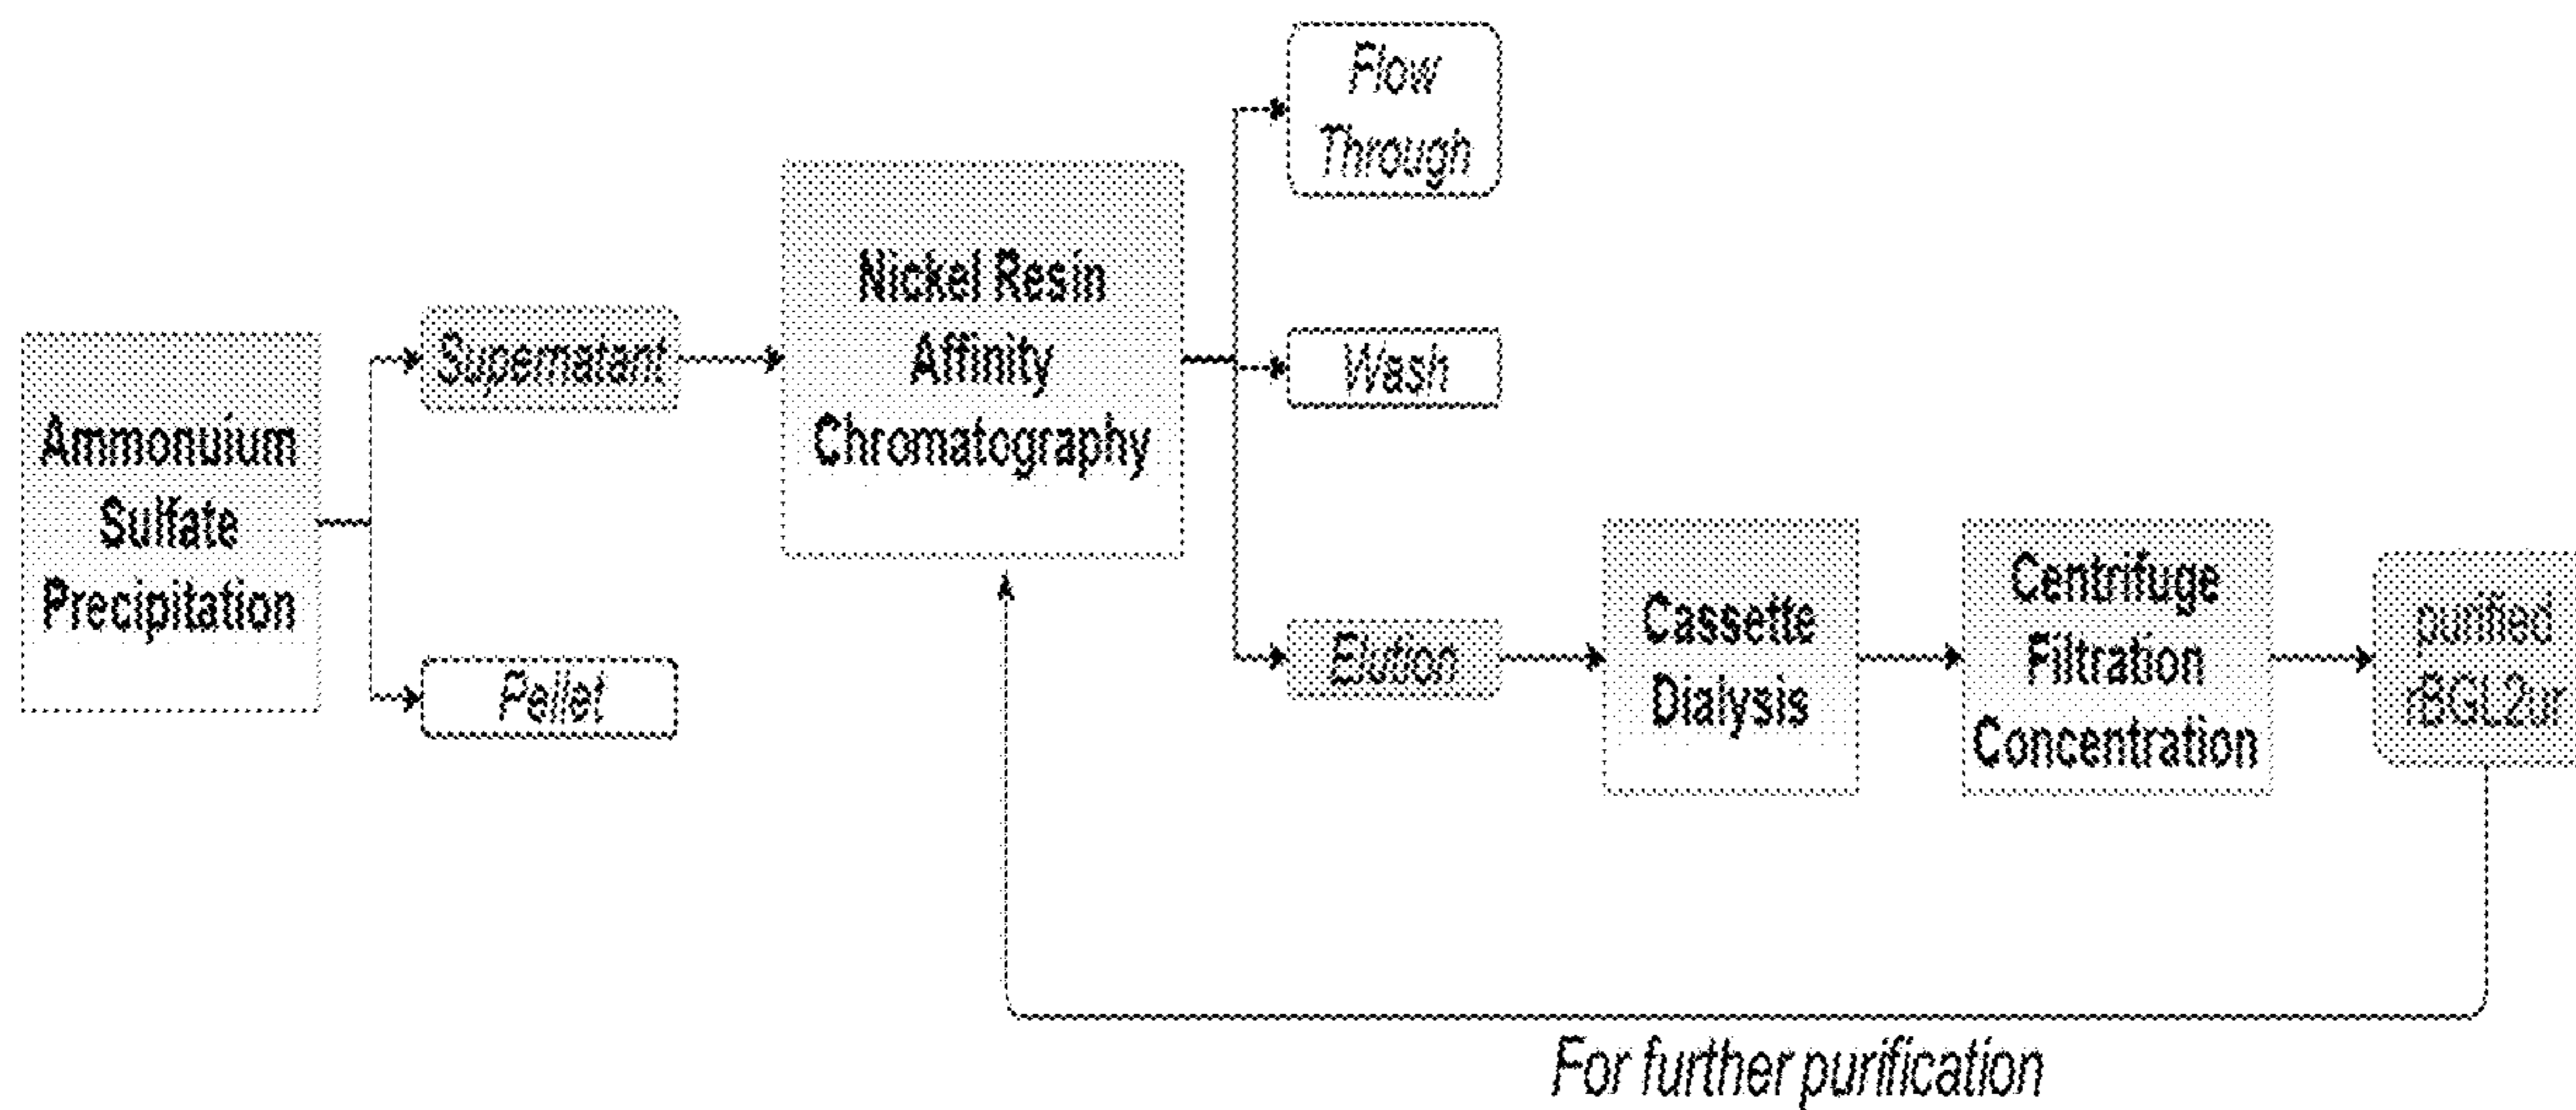 Ammonuium
Sulfate
Precipitation
Supernatant
Pellet
Nickel Resin
Affinity
Chromatography
Flow
Through
Wash
Elution
Cassette
Dialysis
Centrifuge
Filtration
Concentration
purified
rBGL2ur
For further purification